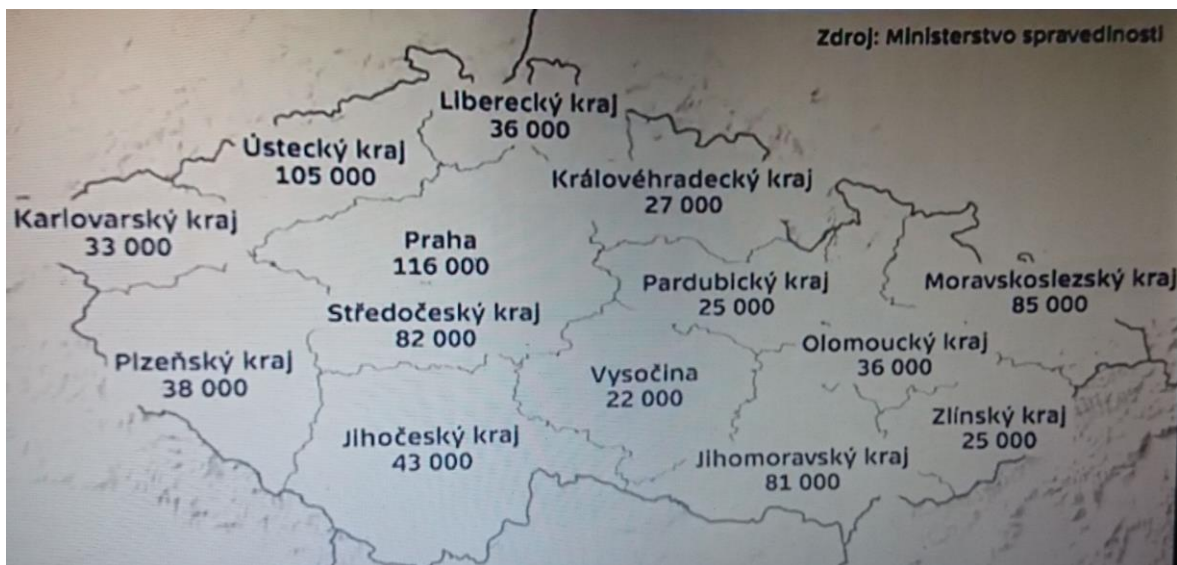 Zdroj: Ministerstvo spravedlnosti
Liberecký kraj
36 000
Ústecký kraj
105 000
Královéhradecký kraj
27 000
Karlovarský kraj
33 000
Praha
116 000
Pardubický kraj
25 000
Moravskoslezský kraj
85 000
Středočeský kraj
82 000
Olomoucký kraj
36 000
Plzeňský kraj
38 000
Vysočina
22 000
Zlínský kraj
25 000
Jihočeský kraj
43 000
Jihomoravský kraj
81 000